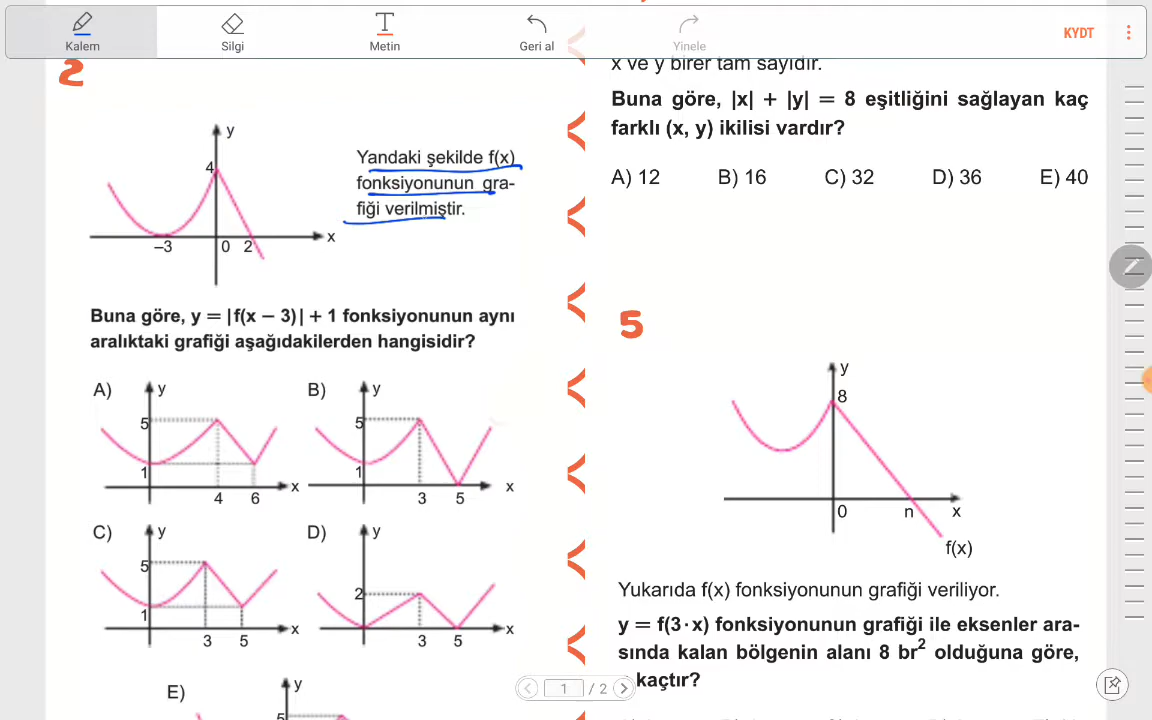 Kalem
Silgi
Metin
Geri al
Yinele
KYDT
2
y
4
–3
0
2
x
Yandaki şekilde f(x)
fonksiyonunun gra-
fiği verilmiştir.
Buna göre, y = |f(x – 3)| + 1 fonksiyonunun aynı
aralıktaki grafiği aşağıdakilerden hangisidir?
A)
y
5
1
4
6
x
B)
y
5
1
3
5
x
C)
y
5
1
3
5
x
D)
y
2
3
5
x
E)
y
5
x ve y birer tam sayıdır.
Buna göre, |x| + |y| = 8 eşitliğini sağlayan kaç
farklı (x, y) ikilisi vardır?
A) 12 B) 16 C) 32 D) 36 E) 40
5
y
8
0
n
x
f(x)
Yukarıda f(x) fonksiyonunun grafiği veriliyor.
y = f(3·x) fonksiyonunun grafiği ile eksenler ara-
sında kalan bölgenin alanı 8 br² olduğuna göre,
kaçtır?
1 / 2